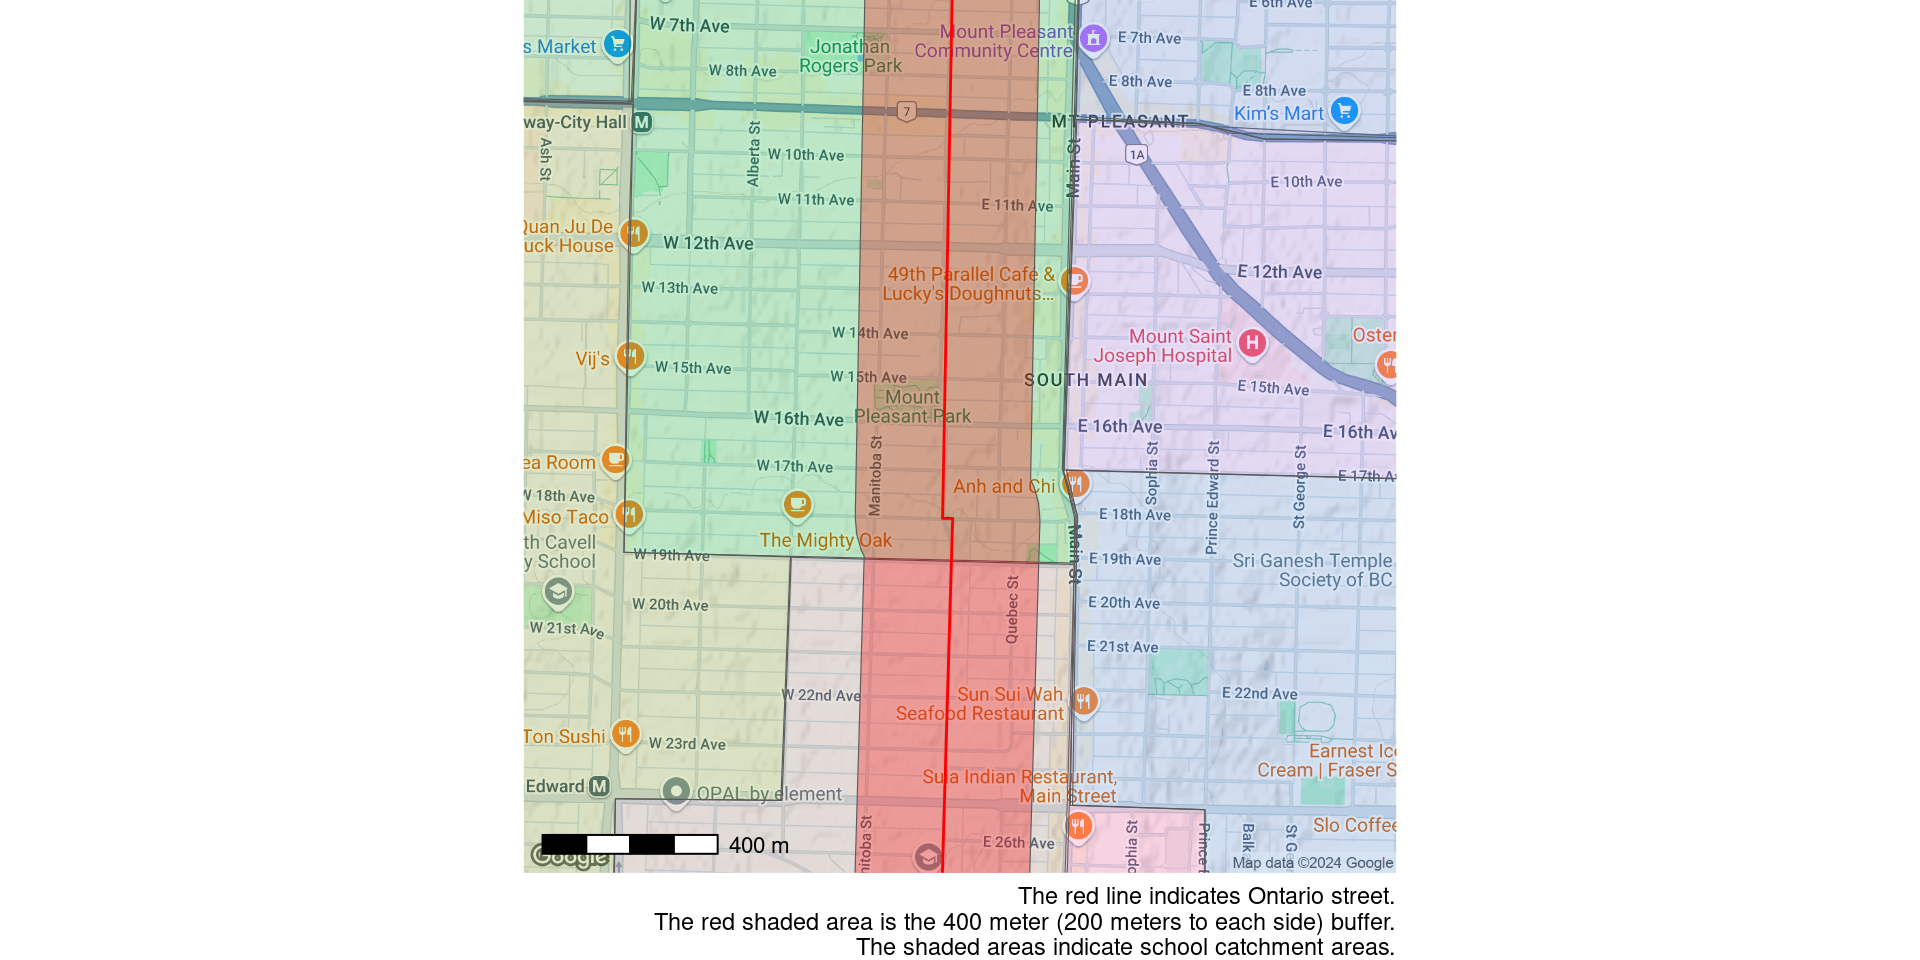 E 6th Ave
W 7th Ave
s Market
Jonathan
Rogers Park
Mount Pleasant
Community Centre
E 7th Ave
W 8th Ave
E 8th Ave
E 8th Ave
7
Kim's Mart
way-City Hall M
MT PLEASANT
Ash St
Alberta St
Main St
1A
W 10th Ave
E 10th Ave
W 11th Ave
E 11th Ave
Quan Ju De
uck House
W 12th Ave
E 12th Ave
49th Parallel Cafe &
Lucky's Doughnuts...
W 13th Ave
W 14th Ave
Mount Saint
Joseph Hospital
H
Oster
Vij's
W 15th Ave
W 15th Ave
SOUTH MAIN
E 15th Ave
Mount
Pleasant Park
W 16th Ave
E 16th Ave
E 16th Av
Manitoba St
Sophia St
Prince Edward St
St George St
ea Room
W 17th Ave
E 17th A
W 18th Ave
Anh and Chi
E 18th Ave
Miso Taco
The Mighty Oak
Main St
th Cavell
y School
W 19th Ave
E 19th Ave
Sri Ganesh Temple
Society of BC
W 20th Ave
Quebec St
E 20th Ave
W 21st Ave
E 21st Ave
W 22nd Ave
Sun Sui Wah
Seafood Restaurant
E 22nd Ave
Ton Sushi
W 23rd Ave
Earnest Ice
Cream | Fraser S
Edward M
OPAL by element
Sula Indian Restaurant,
Main Street
nitoba St
E 26th Ave
ophia St
Prince E
Balk
St G
Slo Coffee
400 m
Google
Map data ©2024 Google
The red line indicates Ontario street.
The red shaded area is the 400 meter (200 meters to each side) buffer.
The shaded areas indicate school catchment areas.